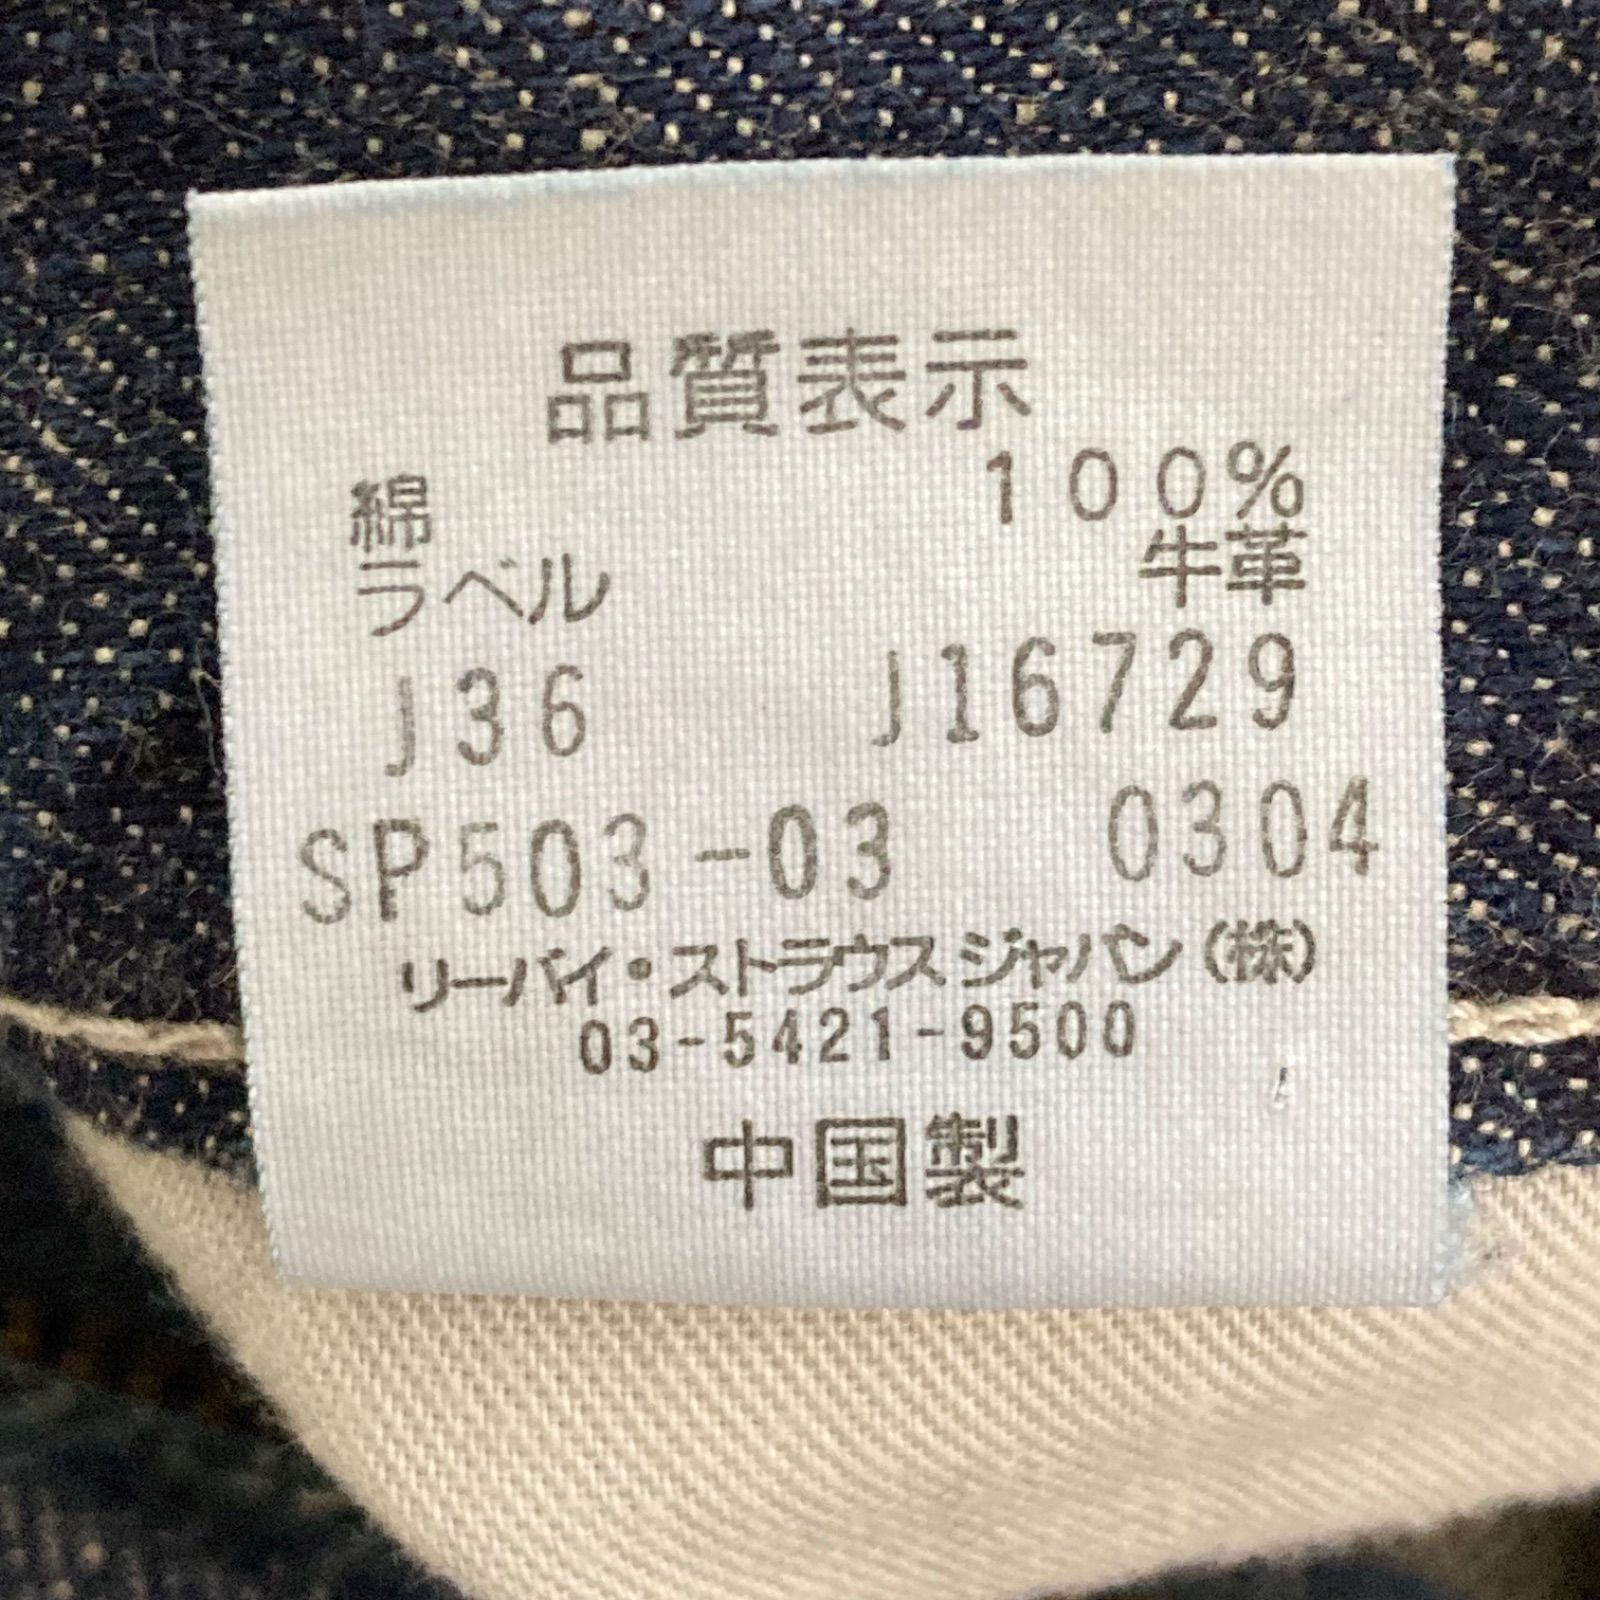 品質表示
綿 100%
ラベル 牛革
J36 J16729
SP503-03 0304
リーバイ・ストラウス ジャパン(株)
03-5421-9500
中国製